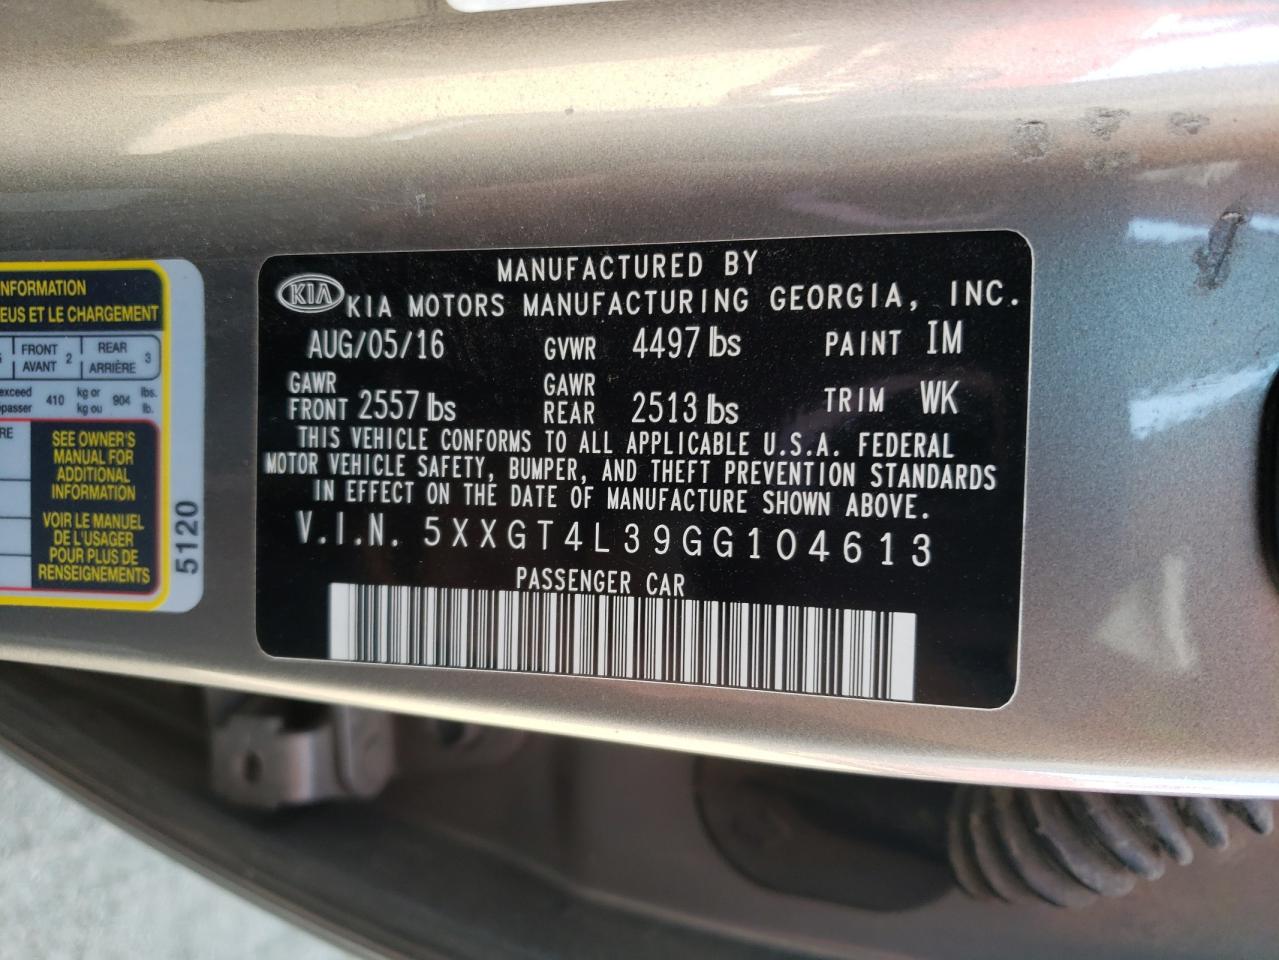 NFORMATION
EUS ET LE CHARGEMENT
FRONT AVANT 2 REAR ARRIÈRE 3
exceed 410 kg or kg ou 904 lbs. lb.
SEE OWNER'S
MANUAL FOR
ADDITIONAL
INFORMATION
VOIR LE MANUEL
DE L'USAGER
POUR PLUS DE
RENSEIGNEMENTS
5120
MANUFACTURED BY
KIA KIA MOTORS MANUFACTURING GEORGIA, INC.
AUG/05/16 GVWR 4497 lbs PAINT IM
GAWR FRONT 2557 lbs GAWR REAR 2513 lbs TRIM WK
THIS VEHICLE CONFORMS TO ALL APPLICABLE U.S.A. FEDERAL
MOTOR VEHICLE SAFETY, BUMPER, AND THEFT PREVENTION STANDARDS
IN EFFECT ON THE DATE OF MANUFACTURE SHOWN ABOVE.
V.I.N. 5XXGT4L39GG104613
PASSENGER CAR